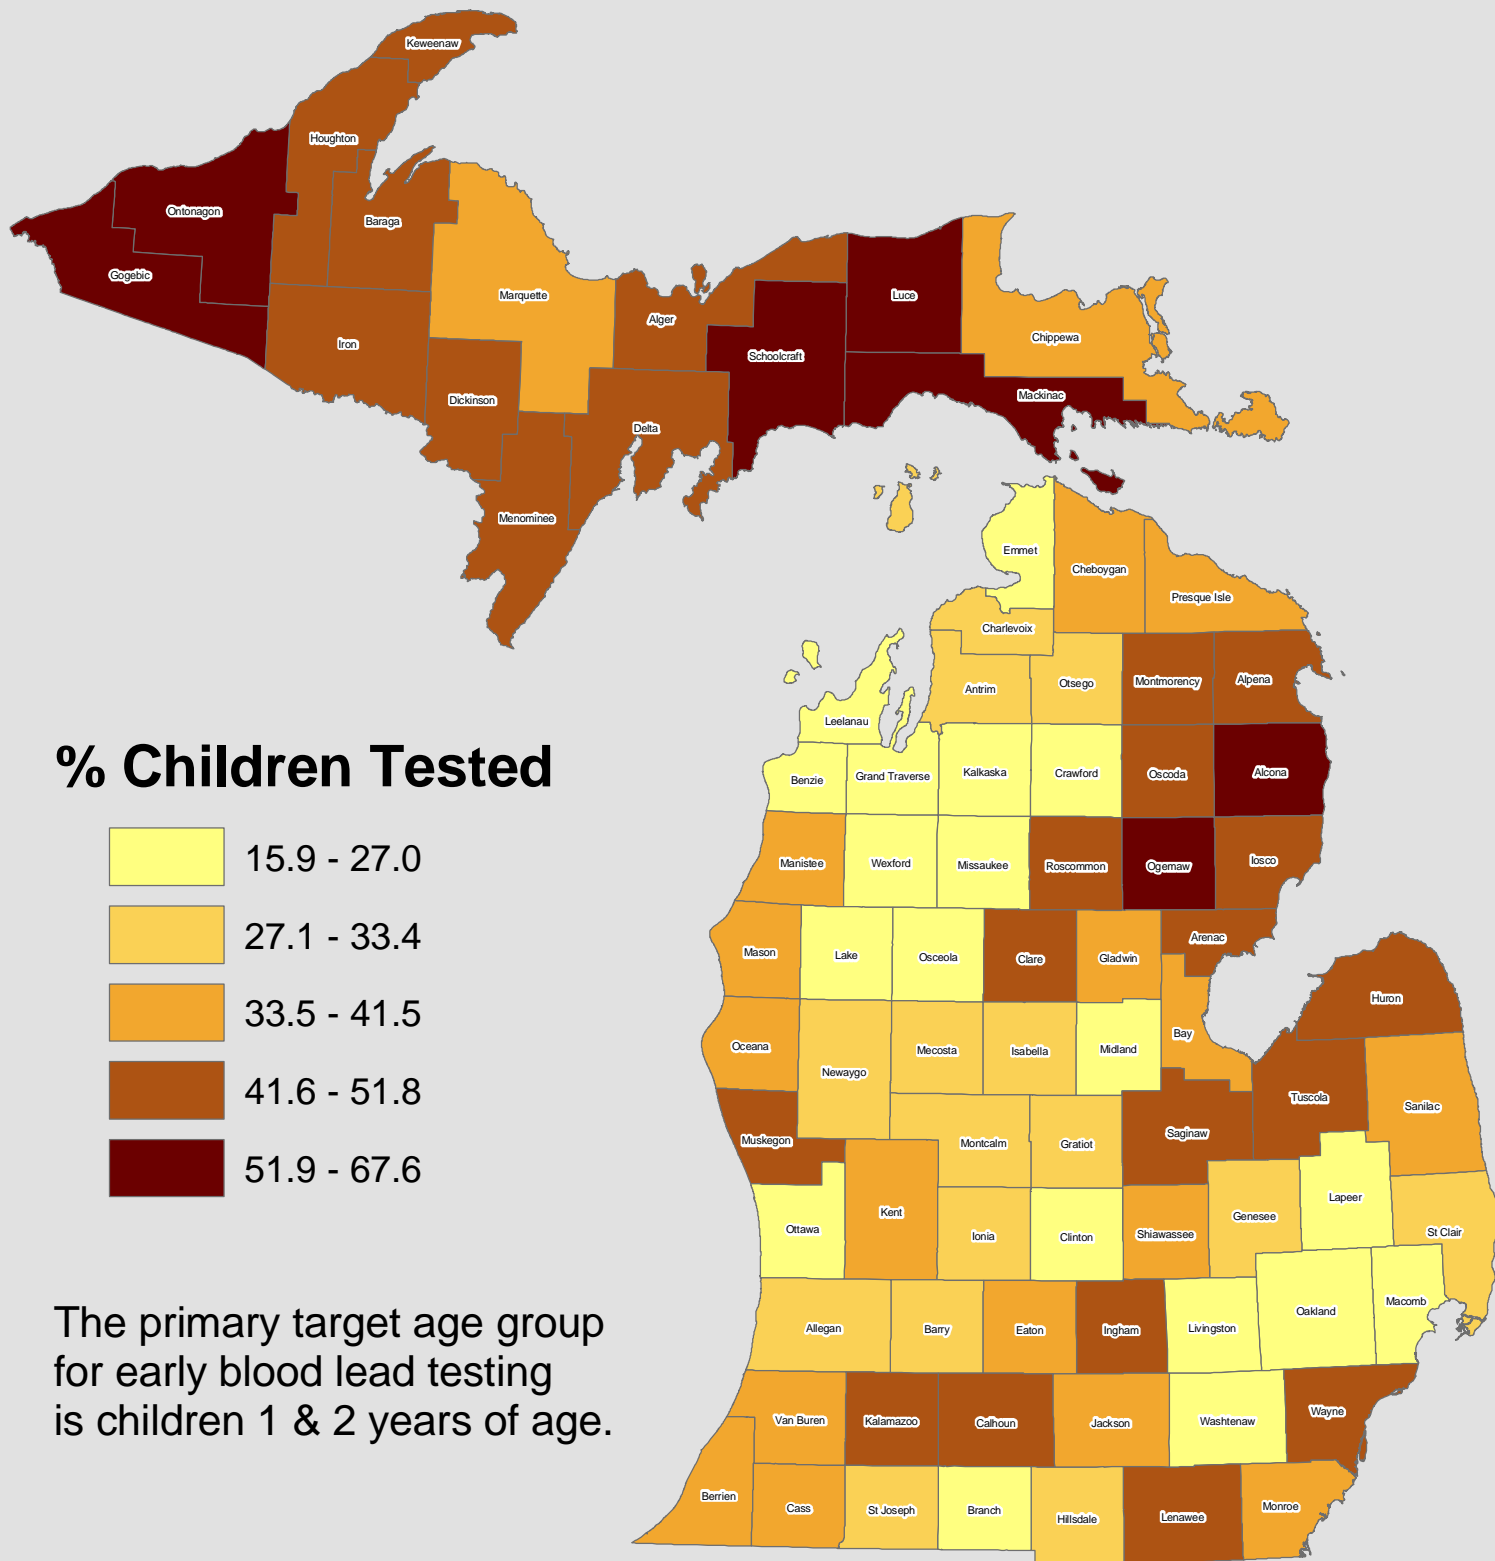 Keweenaw
Houghton
Ontonagon
Baraga
Gogebic
Marquette
Luce
Alger
Chippewa
Iron
Schoolcraft
Mackinac
Dickinson
Delta
Menominee
Emmet
Cheboygan
Presque Isle
Charlevoix
Antrim
Otsego
Montmorency
Alpena
Leelanau
% Children Tested
Benzie
Grand Traverse
Kalkaska
Crawford
Oscoda
Alcona
15.9 - 27.0
Manistee
Wexford
Missaukee
Roscommon
Ogemaw
Iosco
27.1 - 33.4
Mason
Lake
Osceola
Clare
Gladwin
Arenac
Huron
33.5 - 41.5
Oceana
Newaygo
Mecosta
Isabella
Midland
Bay
41.6 - 51.8
Tuscola
Sanilac
Muskegon
Montcalm
Gratiot
Saginaw
51.9 - 67.6
Ottawa
Kent
Ionia
Clinton
Shiawassee
Genesee
Lapeer
St Clair
Allegan
Barry
Eaton
Ingham
Livingston
Oakland
Macomb
The primary target age group
for early blood lead testing
is children 1 & 2 years of age.
Van Buren
Kalamazoo
Calhoun
Jackson
Washtenaw
Wayne
Berrien
Cass
St Joseph
Branch
Hillsdale
Lenawee
Monroe